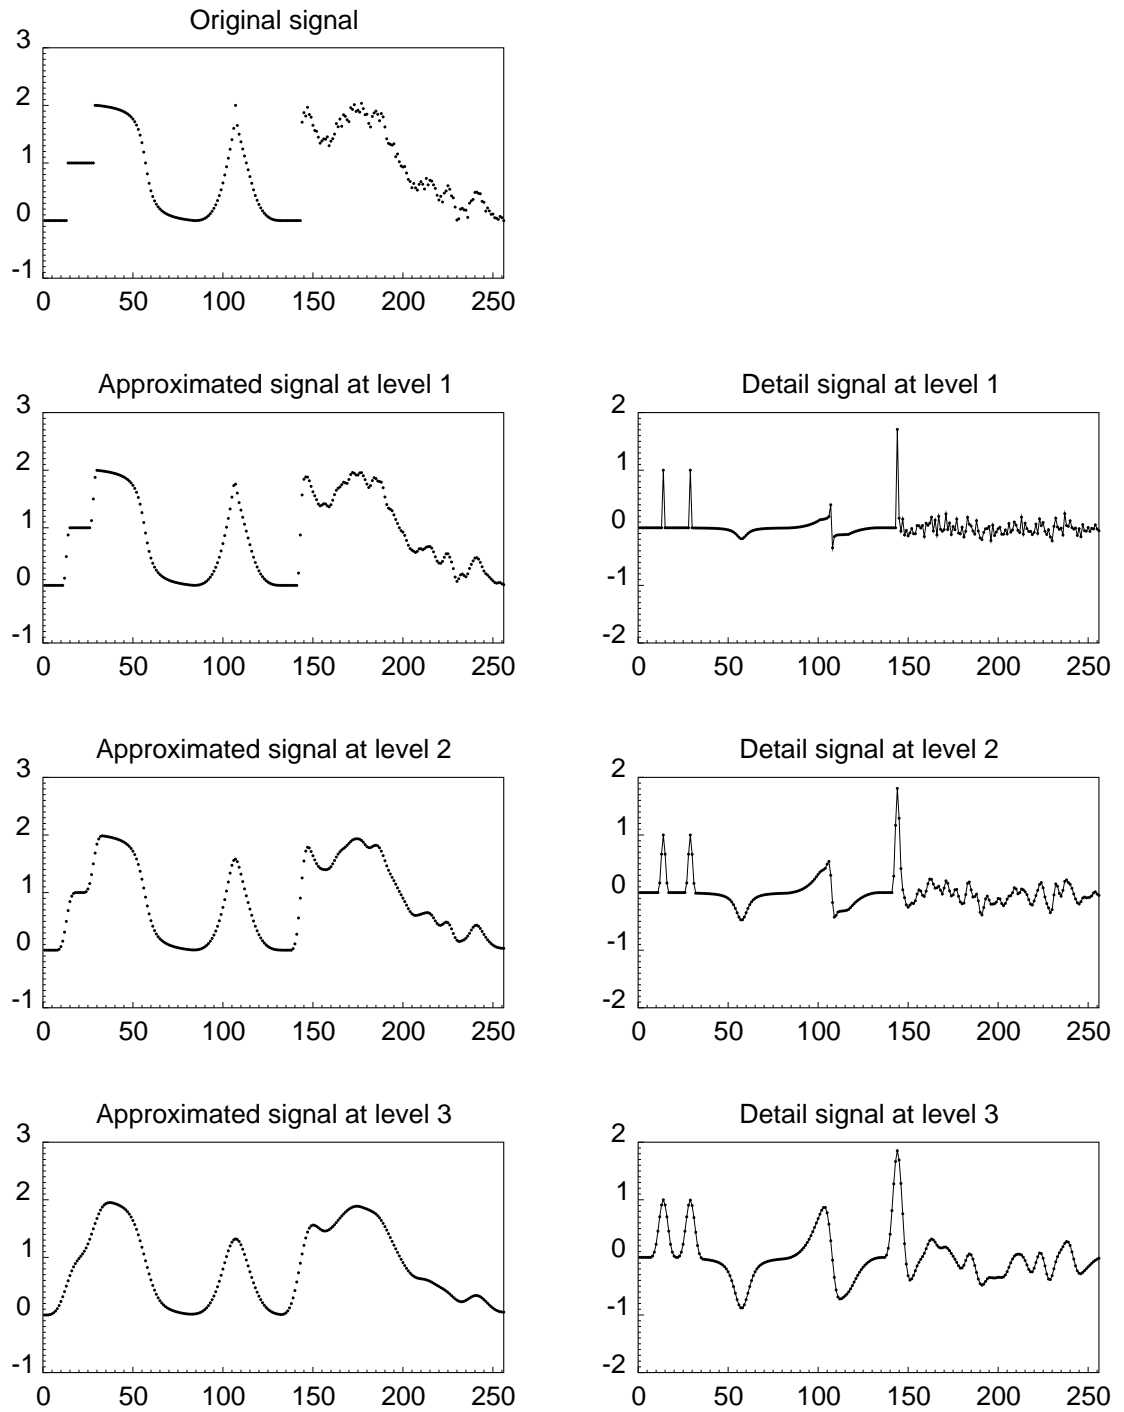 Original signal
3
2
1
0
-1
0 50 100 150 200 250
Approximated signal at level 1
3
2
1
0
-1
0 50 100 150 200 250
Detail signal at level 1
2
1
0
-1
-2
0 50 100 150 200 250
Approximated signal at level 2
3
2
1
0
-1
0 50 100 150 200 250
Detail signal at level 2
2
1
0
-1
-2
0 50 100 150 200 250
Approximated signal at level 3
3
2
1
0
-1
0 50 100 150 200 250
Detail signal at level 3
2
1
0
-1
-2
0 50 100 150 200 250